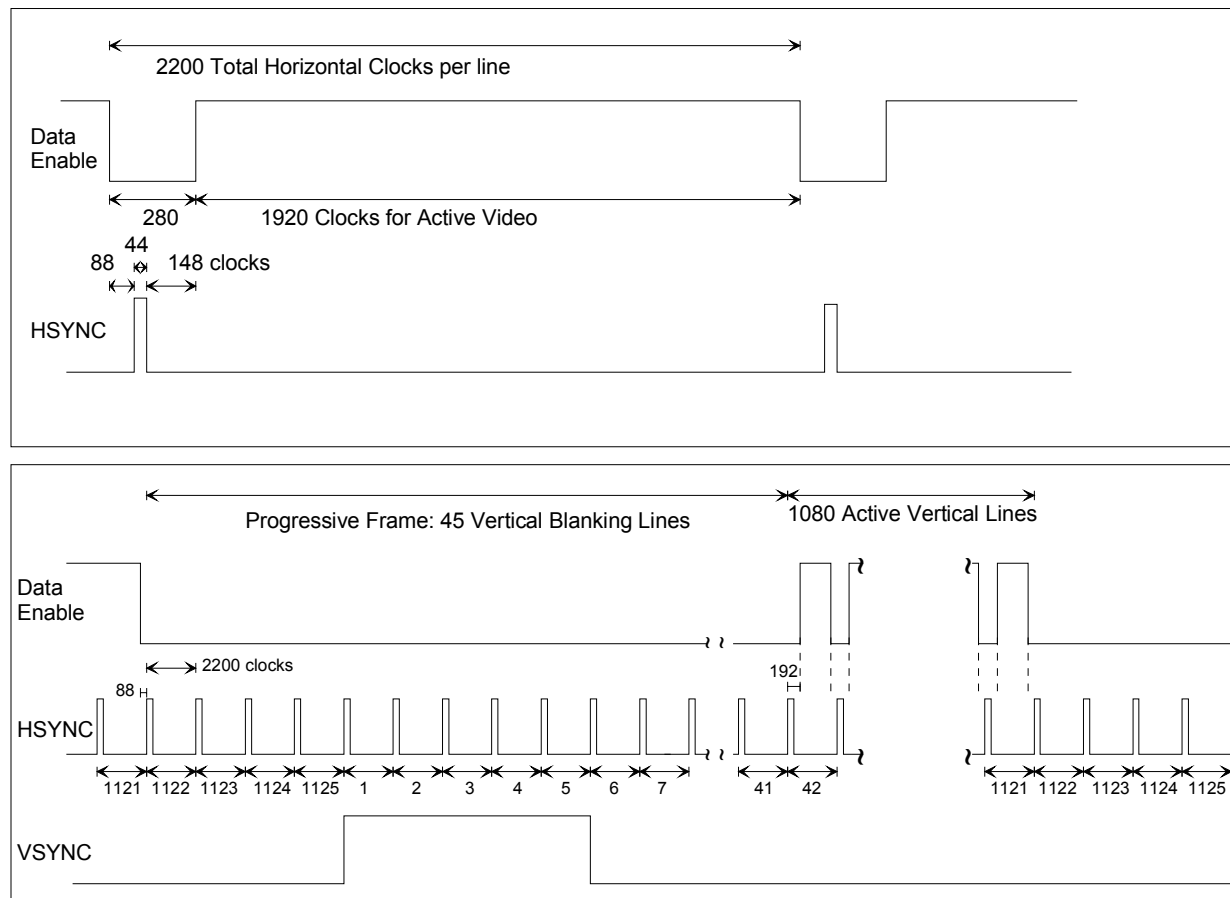 2200 Total Horizontal Clocks per line
Data
Enable
280
1920 Clocks for Active Video
44
88
148 clocks
HSYNC
Progressive Frame: 45 Vertical Blanking Lines
1080 Active Vertical Lines
Data
Enable
2200 clocks
88
192
HSYNC
1121 1122 1123 1124 1125 1 2 3 4 5 6 7 41 42 1121 1122 1123 1124 1125
VSYNC